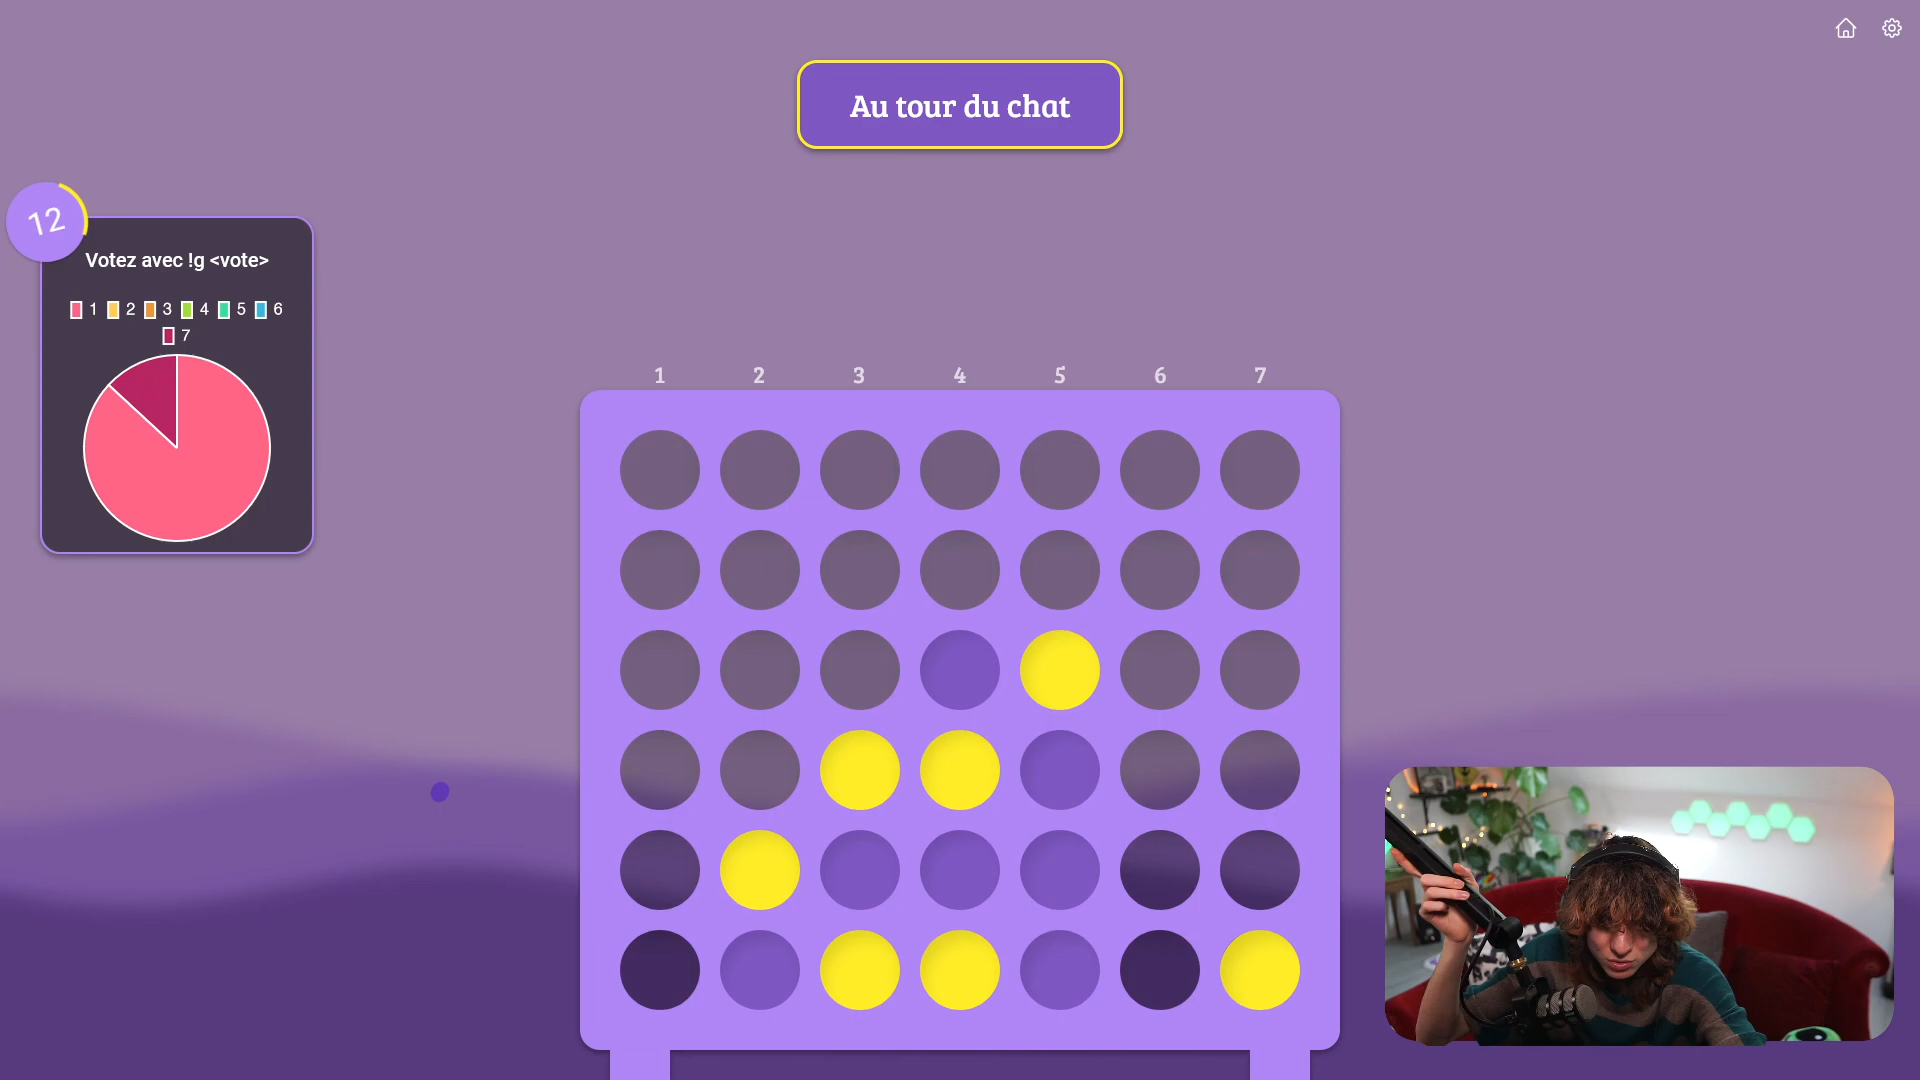 Au tour du chat
12
Votez avec !g <vote>
1 2 3 4 5 6
7
1 2 3 4 5 6 7